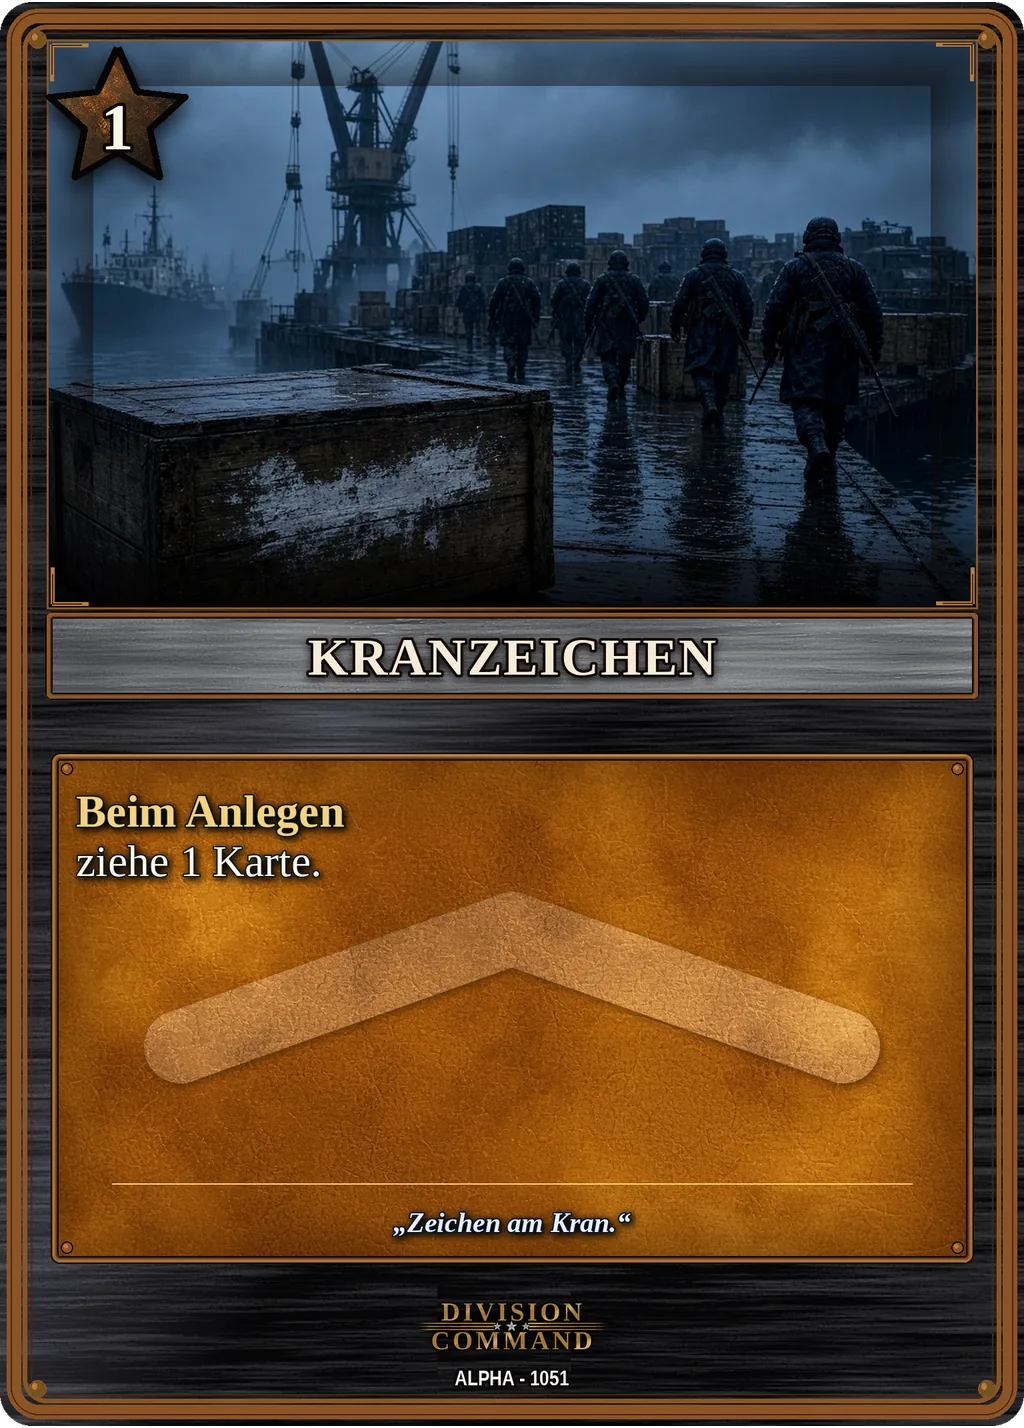 1
KRANZEICHEN
Beim Anlegen
ziehe 1 Karte.
„Zeichen am Kran.“
DIVISION
COMMAND
ALPHA - 1051